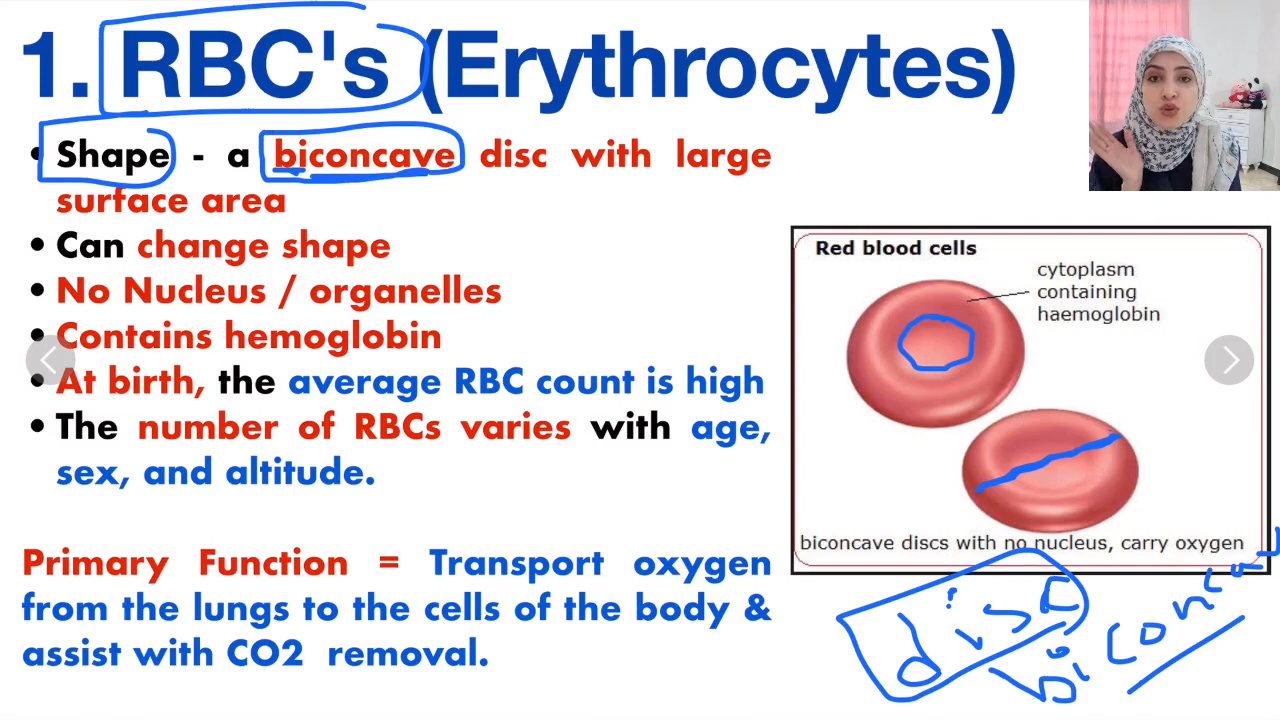 1. RBC's (Erythrocytes)
• Shape - a biconcave disc with large
surface area
• Can change shape
• No Nucleus / organelles
• Contains hemoglobin
• At birth, the average RBC count is high
• The number of RBCs varies with age,
sex, and altitude.
Primary Function = Transport oxygen
from the lungs to the cells of the body &
assist with CO2 removal.
Red blood cells
cytoplasm
containing
haemoglobin
biconcave discs with no nucleus, carry oxygen
disc
bi